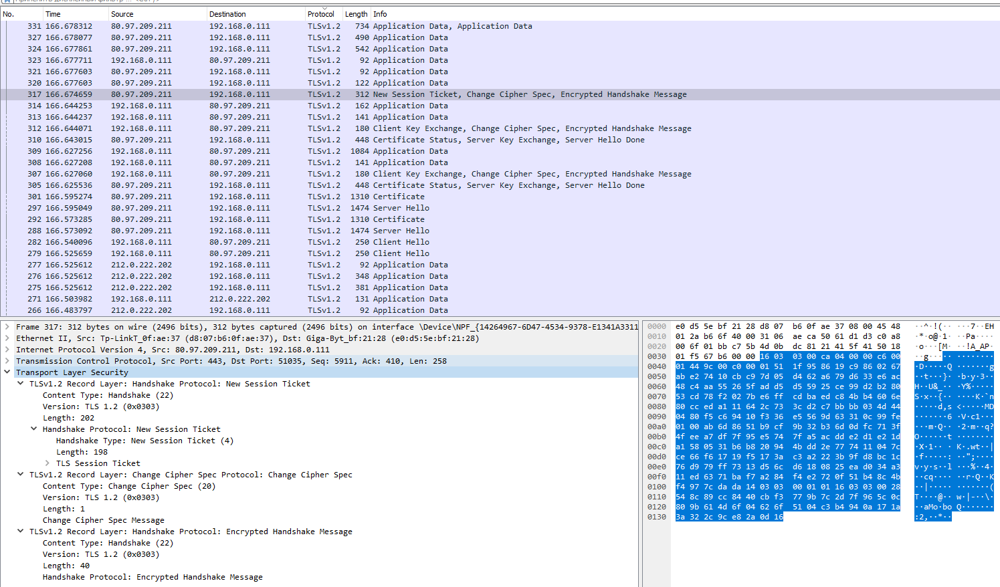 No. Time Source Destination Protocol Length Info
331 166.678312 80.97.209.211 192.168.0.111 TLSv1.2 734 Application Data, Application Data
327 166.678077 80.97.209.211 192.168.0.111 TLSv1.2 490 Application Data
324 166.677861 80.97.209.211 192.168.0.111 TLSv1.2 542 Application Data
323 166.677711 192.168.0.111 80.97.209.211 TLSv1.2 92 Application Data
321 166.677603 80.97.209.211 192.168.0.111 TLSv1.2 92 Application Data
320 166.677603 80.97.209.211 192.168.0.111 TLSv1.2 122 Application Data
317 166.674659 80.97.209.211 192.168.0.111 TLSv1.2 312 New Session Ticket, Change Cipher Spec, Encrypted Handshake Message
314 166.644253 192.168.0.111 80.97.209.211 TLSv1.2 162 Application Data
313 166.644237 192.168.0.111 80.97.209.211 TLSv1.2 141 Application Data
312 166.644071 192.168.0.111 80.97.209.211 TLSv1.2 180 Client Key Exchange, Change Cipher Spec, Encrypted Handshake Message
310 166.643015 80.97.209.211 192.168.0.111 TLSv1.2 448 Certificate Status, Server Key Exchange, Server Hello Done
309 166.627256 192.168.0.111 80.97.209.211 TLSv1.2 1084 Application Data
308 166.627208 192.168.0.111 80.97.209.211 TLSv1.2 141 Application Data
307 166.627060 192.168.0.111 80.97.209.211 TLSv1.2 180 Client Key Exchange, Change Cipher Spec, Encrypted Handshake Message
305 166.625536 80.97.209.211 192.168.0.111 TLSv1.2 448 Certificate Status, Server Key Exchange, Server Hello Done
301 166.595274 80.97.209.211 192.168.0.111 TLSv1.2 1310 Certificate
297 166.595049 80.97.209.211 192.168.0.111 TLSv1.2 1474 Server Hello
292 166.573285 80.97.209.211 192.168.0.111 TLSv1.2 1310 Certificate
288 166.573092 80.97.209.211 192.168.0.111 TLSv1.2 1474 Server Hello
282 166.540096 192.168.0.111 80.97.209.211 TLSv1.2 250 Client Hello
279 166.525659 192.168.0.111 80.97.209.211 TLSv1.2 250 Client Hello
277 166.525612 212.0.222.202 192.168.0.111 TLSv1.2 92 Application Data
276 166.525612 212.0.222.202 192.168.0.111 TLSv1.2 348 Application Data
275 166.525612 212.0.222.202 192.168.0.111 TLSv1.2 381 Application Data
271 166.503982 192.168.0.111 212.0.222.202 TLSv1.2 131 Application Data
266 166.483797 212.0.222.202 192.168.0.111 TLSv1.2 92 Application Data
Frame 317: 312 bytes on wire (2496 bits), 312 bytes captured (2496 bits) on interface \Device\NPF_{14264967-6D47-4534-9378-E1341A3311
Ethernet II, Src: Tp-LinkT_0f:ae:37 (d8:07:b6:0f:ae:37), Dst: Giga-Byt_bf:21:28 (e0:d5:5e:bf:21:28)
Internet Protocol Version 4, Src: 80.97.209.211, Dst: 192.168.0.111
Transmission Control Protocol, Src Port: 443, Dst Port: 51035, Seq: 5911, Ack: 410, Len: 258
Transport Layer Security
TLSv1.2 Record Layer: Handshake Protocol: New Session Ticket
Content Type: Handshake (22)
Version: TLS 1.2 (0x0303)
Length: 202
Handshake Protocol: New Session Ticket
Handshake Type: New Session Ticket (4)
Length: 198
TLS Session Ticket
TLSv1.2 Record Layer: Change Cipher Spec Protocol: Change Cipher Spec
Content Type: Change Cipher Spec (20)
Version: TLS 1.2 (0x0303)
Length: 1
Change Cipher Spec Message
TLSv1.2 Record Layer: Handshake Protocol: Encrypted Handshake Message
Content Type: Handshake (22)
Version: TLS 1.2 (0x0303)
Length: 40
Handshake Protocol: Encrypted Handshake Message
0000 e0 d5 5e bf 21 28 d8 07 b6 0f ae 37 08 00 45 48 ··^·!(·· ···7··EH
0010 01 2a b6 6f 40 00 31 06 ae ca 50 61 d1 d3 c0 a8 ·*·o@·1· ··Pa····
0020 00 6f 01 bb c7 5b 4d 0b dc 81 21 41 5f 41 50 18 ·o···[M· ··!A_AP·
0030 01 f5 67 b6 00 00 16 03 03 00 ca 04 00 00 c6 00 ··g····· ········
0040 01 44 9c 00 c0 00 01 51 1f 95 86 19 c9 86 02 67 ·D·····Q ·······g
0050 ab e2 74 10 cb c9 7d 05 d4 62 a6 79 d6 33 e6 ac ··t···}· ·b·y·3··
0060 48 c4 aa 55 26 5f ad d5 d5 59 25 ce 99 d2 b2 80 H··U&_·· ·Y%·····
0070 53 cd 78 f2 02 7b e6 ff cd ba ed c8 4b b4 60 6e S·x··{·· ····K·`n
0080 80 cc ed a1 11 64 2c 73 3c d2 c7 bb bb 03 4d 44 ·····d,s <·····MD
0090 04 80 f5 c6 94 10 f3 36 e5 56 9d 63 31 0c 99 fe ·······6 ·V·c1···
00a0 01 00 ab 6d 86 51 b9 cf 9b 32 b3 6d 0d fc 71 3f ···m·Q·· ·2·m··q?
00b0 4f ee a7 df 7f 95 e5 74 7f a5 ac dd e2 d1 e2 1d O······t ········
00c0 a1 58 05 31 b6 b8 20 94 4b dd 2e 77 74 11 04 7c ·X·1·· · K·.wt··|
00d0 ce 66 f6 17 19 f5 17 3a c3 a2 22 3b 9f d8 bc 1c ·f·····: ··";····
00e0 76 d9 79 ff 73 13 d5 6c d6 18 08 25 ea d0 34 a3 v·y·s··l ···%··4·
00f0 11 ed 63 71 ba f7 a2 84 f4 e2 72 0f 51 b4 8c 4b ··cq···· ··r·Q··K
0100 f4 97 7c da da 14 03 03 00 01 01 16 03 03 00 28 ··|····· ·······(
0110 54 8c 89 cc 84 40 cb f3 77 9b 7c 2d 7f 96 5c 0c T····@·· w·|-··\·
0120 80 9b 61 4d 6f 04 62 6f 51 04 c3 b4 94 0a 17 1a ··aMo·bo Q·······
0130 3a 32 2c 9c e8 2a 0d 16 :2,··*··